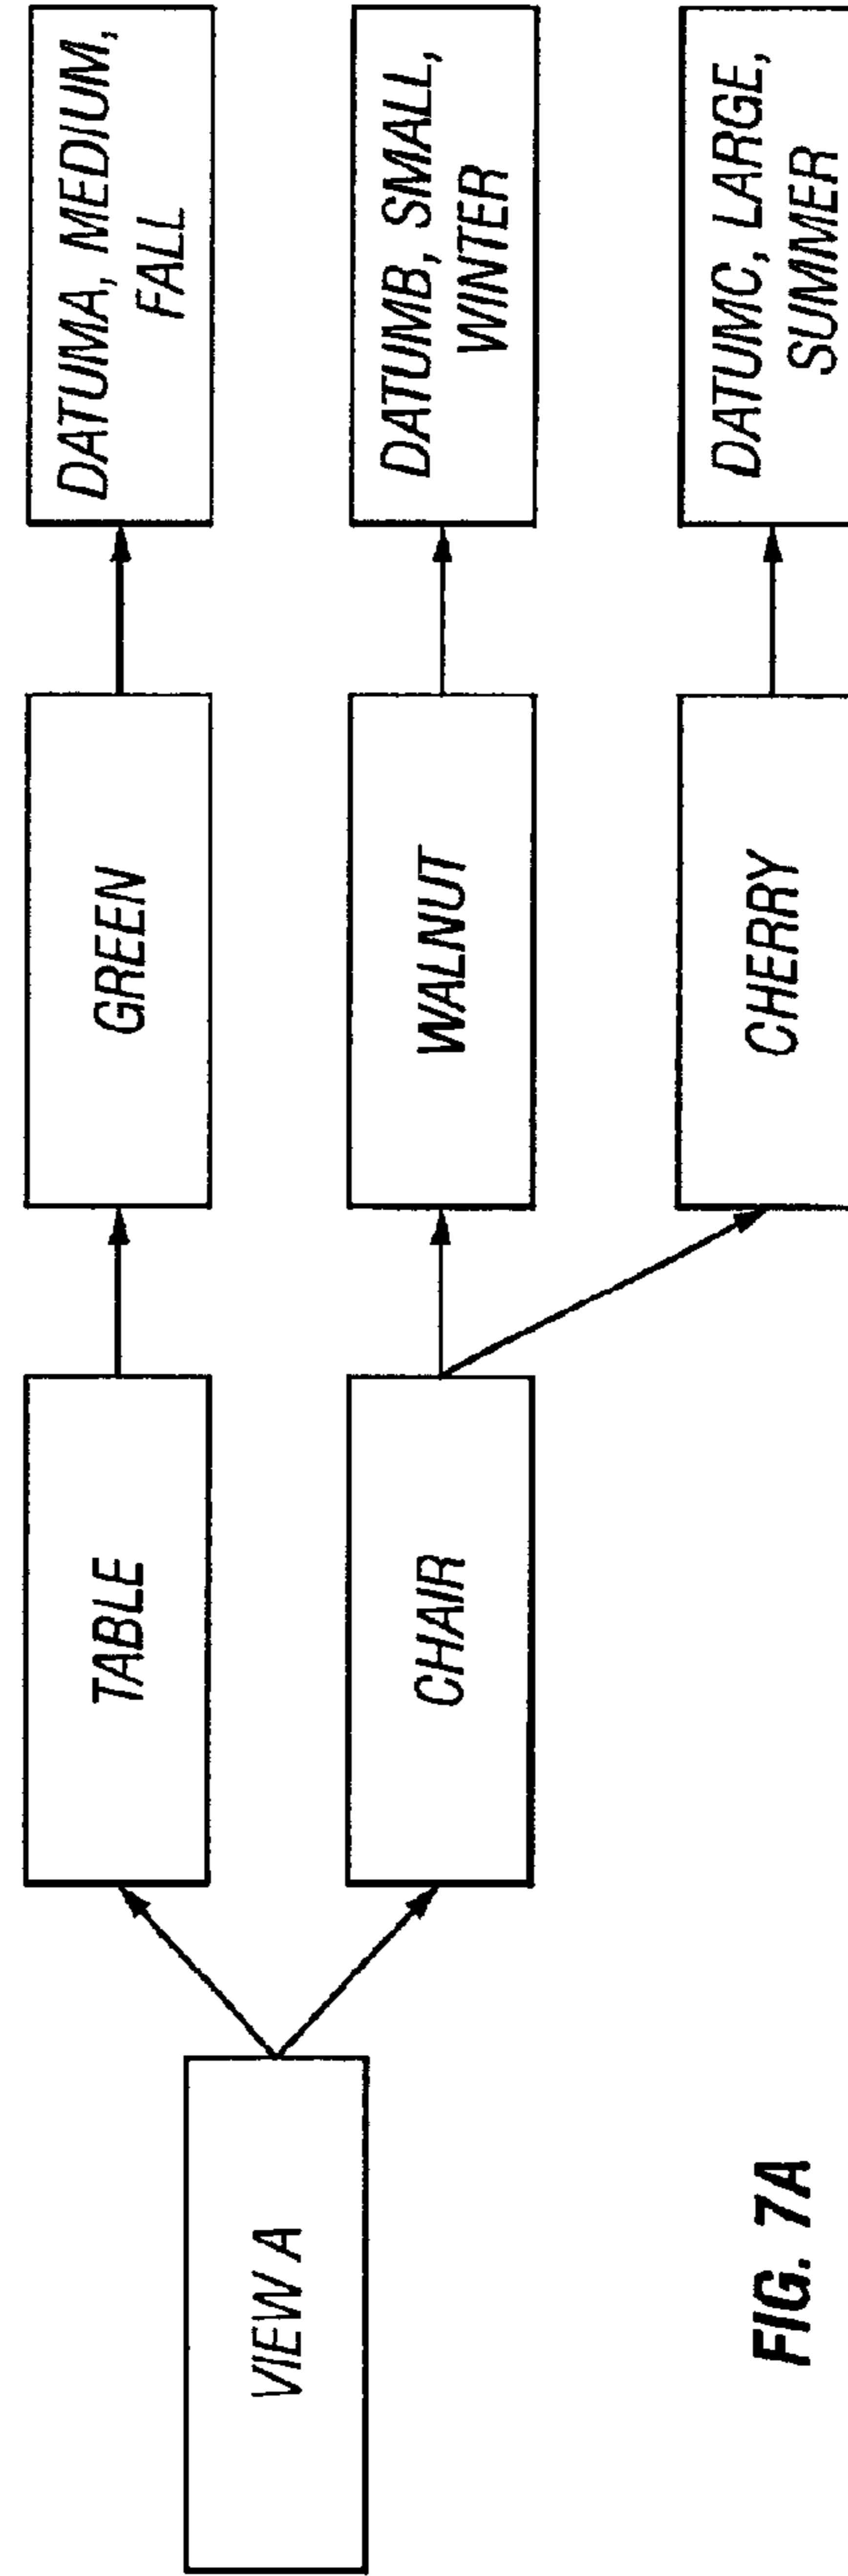 VIEW A
TABLE
CHAIR
GREEN
WALNUT
CHERRY
DATUMA, MEDIUM,
FALL
DATUMB, SMALL,
WINTER
DATUMC, LARGE,
SUMMER
FIG. 7A